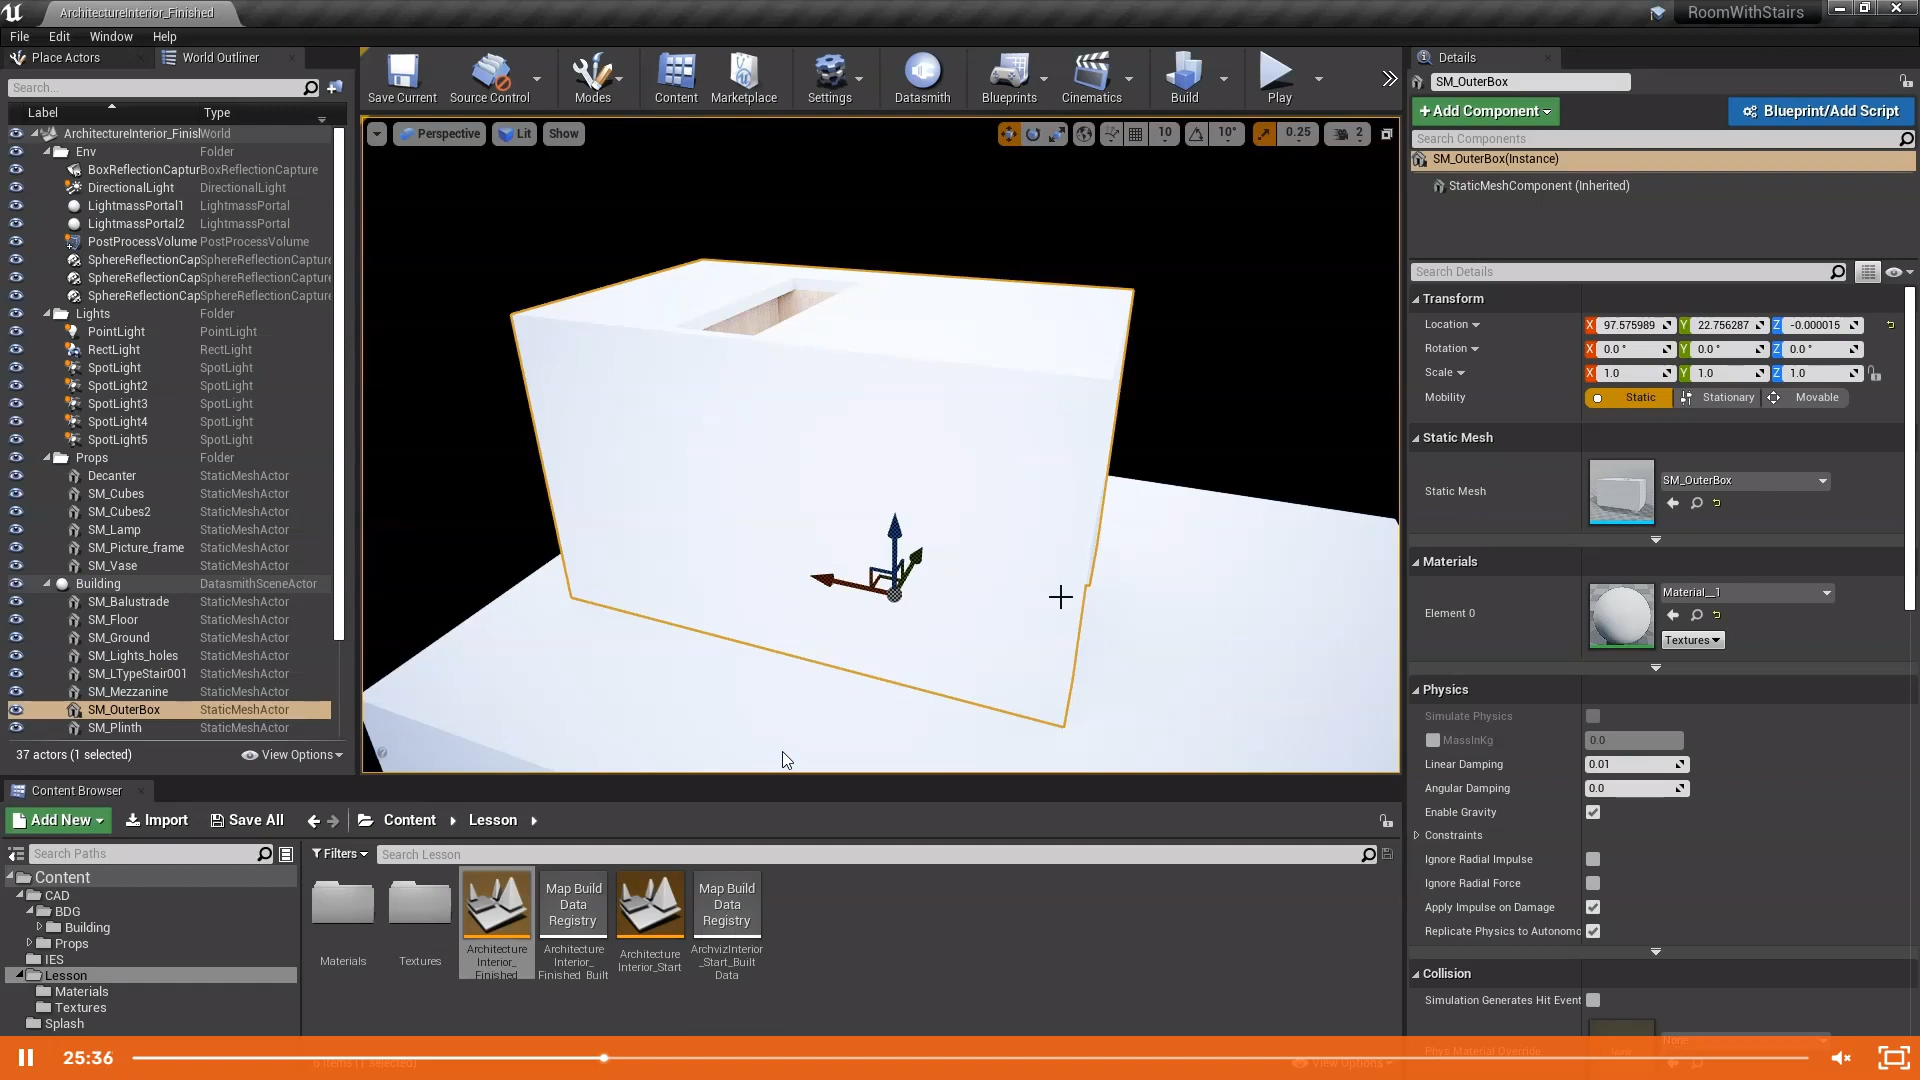 ArchitectureInterior_Finished
RoomWithStairs
File Edit Window Help
Place Actors
World Outliner
Search...
Label Type
ArchitectureInterior_Finisl World
Env Folder
BoxReflectionCaptur BoxReflectionCapture
DirectionalLight DirectionalLight
LightmassPortal1 LightmassPortal
LightmassPortal2 LightmassPortal
PostProcessVolume PostProcessVolume
SphereReflectionCap SphereReflectionCapture
SphereReflectionCap SphereReflectionCapture
SphereReflectionCap SphereReflectionCapture
Lights Folder
PointLight PointLight
RectLight RectLight
SpotLight SpotLight
SpotLight2 SpotLight
SpotLight3 SpotLight
SpotLight4 SpotLight
SpotLight5 SpotLight
Props Folder
Decanter StaticMeshActor
SM_Cubes StaticMeshActor
SM_Cubes2 StaticMeshActor
SM_Lamp StaticMeshActor
SM_Picture_frame StaticMeshActor
SM_Vase StaticMeshActor
Building DatasmithSceneActor
SM_Balustrade StaticMeshActor
SM_Floor StaticMeshActor
SM_Ground StaticMeshActor
SM_Lights_holes StaticMeshActor
SM_LTypeStair001 StaticMeshActor
SM_Mezzanine StaticMeshActor
SM_OuterBox StaticMeshActor
SM_Plinth StaticMeshActor
37 actors (1 selected)
View Options
Save Current
Source Control
Modes
Content
Marketplace
Settings
Datasmith
Blueprints
Cinematics
Build
Play
Perspective
Lit
Show
10
10°
0.25
2
Details
SM_OuterBox
+ Add Component
Blueprint/Add Script
Search Components
SM_OuterBox(Instance)
StaticMeshComponent (Inherited)
Search Details
Transform
Location X 97.575989 Y 22.756287 Z -0.000015
Rotation X 0.0 ° Y 0.0 ° Z 0.0 °
Scale X 1.0 Y 1.0 Z 1.0
Mobility Static Stationary Movable
Static Mesh
Static Mesh SM_OuterBox
Materials
Element 0 Material__1
Textures
Physics
Simulate Physics
MassInKg 0.0
Linear Damping 0.01
Angular Damping 0.0
Enable Gravity
Constraints
Ignore Radial Impulse
Ignore Radial Force
Apply Impulse on Damage
Replicate Physics to Autonomo
Collision
Simulation Generates Hit Event
Phys Material Override
None
Content Browser
Add New Import Save All Content Lesson
Search Paths
Filters
Search Lesson
Content
CAD
BDG
Building
Props
IES
Lesson
Materials
Textures
Splash
Materials
Textures
Architecture
Interior_
Finished
Map Build
Data
Registry
Architecture
Interior_
Finished_Built
Architecture
Interior_Start
Map Build
Data
Registry
ArchvizInterior
_Start_Built
Data
6 items (1 selected)
View Options
25:36